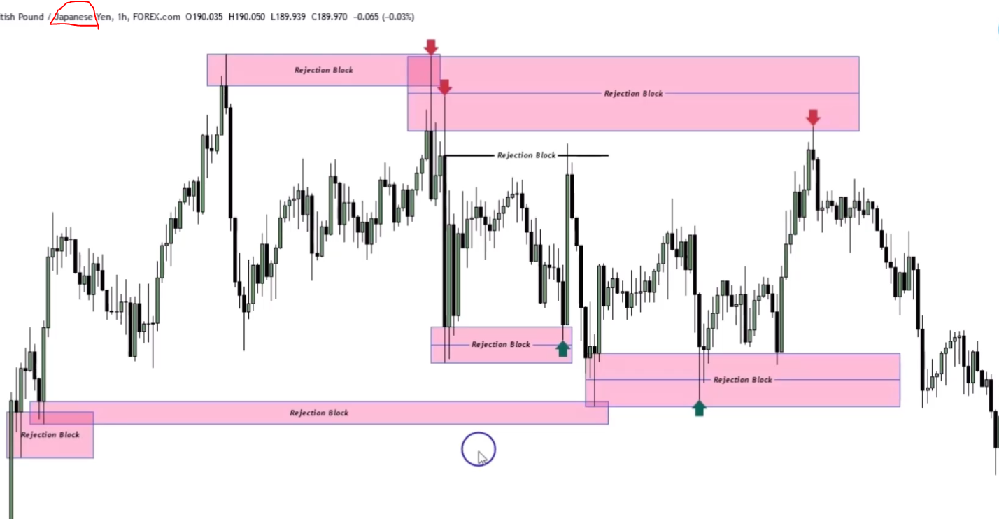 tish Pound / Japanese Yen, 1h, FOREX.com O190.035 H190.050 L189.939 C189.970 −0.065 (−0.03%)
Rejection Block
Rejection Block
Rejection Block
Rejection Block
Rejection Block
Rejection Block
Rejection Block